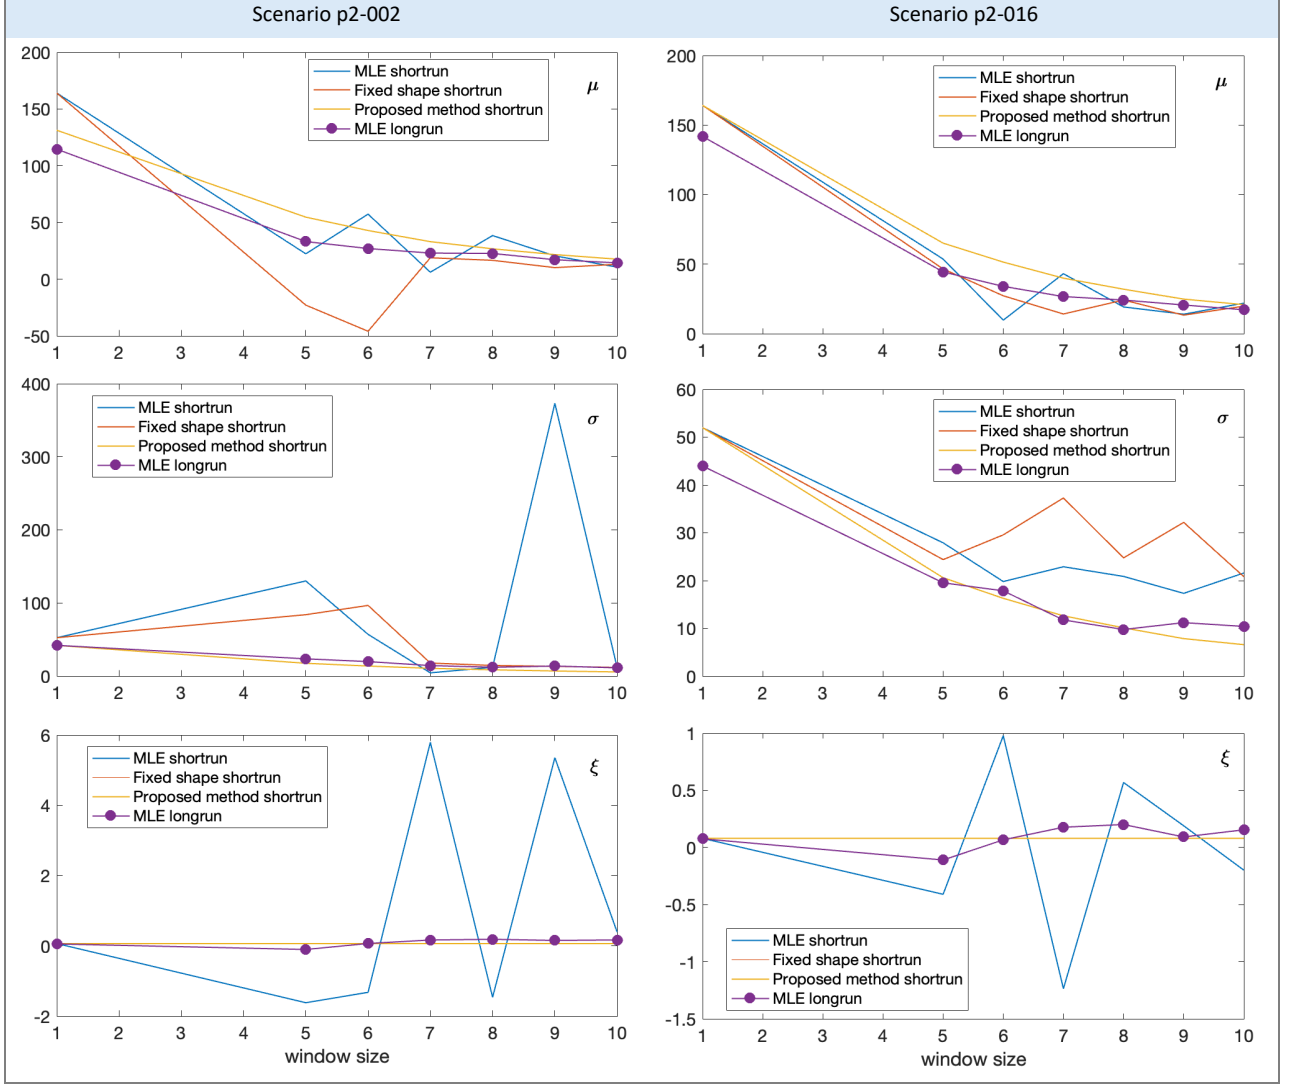 Scenario p2-002
Scenario p2-016
200
150
100
50
0
-50
1 2 3 4 5 6 7 8 9 10
MLE shortrun
Fixed shape shortrun
Proposed method shortrun
MLE longrun
μ
200
150
100
50
0
1 2 3 4 5 6 7 8 9 10
MLE shortrun
Fixed shape shortrun
Proposed method shortrun
MLE longrun
μ
400
300
200
100
0
1 2 3 4 5 6 7 8 9 10
MLE shortrun
Fixed shape shortrun
Proposed method shortrun
MLE longrun
σ
60
50
40
30
20
10
0
1 2 3 4 5 6 7 8 9 10
MLE shortrun
Fixed shape shortrun
Proposed method shortrun
MLE longrun
σ
6
4
2
0
-2
1 2 3 4 5 6 7 8 9 10
MLE shortrun
Fixed shape shortrun
Proposed method shortrun
MLE longrun
ξ
window size
1
0.5
0
-0.5
-1
-1.5
1 2 3 4 5 6 7 8 9 10
MLE shortrun
Fixed shape shortrun
Proposed method shortrun
MLE longrun
ξ
window size